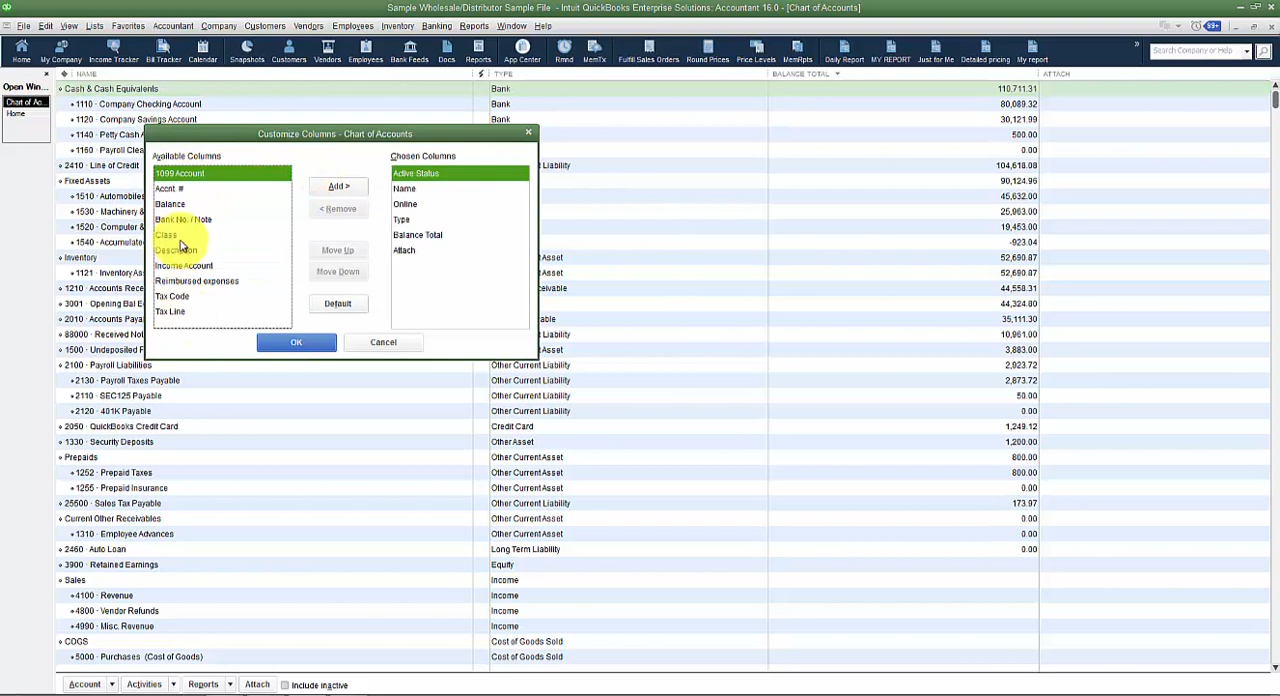 Sample Wholesale/Distributor Sample File - Intuit QuickBooks Enterprise Solutions: Accountant 16.0 - [Chart of Accounts]
File Edit View Lists Favorites Accountant Company Customers Vendors Employees Inventory Banking Reports Window Help
99+
Home My Company Income Tracker Bill Tracker Calendar Snapshots Customers Vendors Employees Bank Feeds Docs Reports App Center Rmnd MemTx Fulfill Sales Orders Round Prices Price Levels MemRpts Daily Report MY REPORT Just for Me Detailed pricing My report
Search Company or Help
Open Win...
Chart of Ac...
Home
NAME TYPE BALANCE TOTAL ATTACH
Cash & Cash Equivalents Bank 110,711.31
1110 · Company Checking Account Bank 80,089.32
1120 · Company Savings Account Bank 30,121.99
1140 · Petty Cash A 500.00
1160 · Payroll Clea 0.00
2410 · Line of Credit Liability 104,618.08
Fixed Assets 90,124.96
1510 · Automobiles 45,632.00
1530 · Machinery & 25,963.00
1520 · Computer & 19,453.00
1540 · Accumulate -923.04
Inventory Asset 52,690.87
1121 · Inventory Ass Asset 52,690.87
1210 · Accounts Rece 44,558.31
3001 · Opening Bal E 44,324.80
2010 · Accounts Paya 35,111.30
88000 · Received Not Liability 10,961.00
1500 · Undeposited F Asset 3,883.00
2100 · Payroll Liabilities Other Current Liability 2,923.72
2130 · Payroll Taxes Payable Other Current Liability 2,873.72
2110 · SEC125 Payable Other Current Liability 50.00
2120 · 401K Payable Other Current Liability 0.00
2050 · QuickBooks Credit Card Credit Card 1,249.12
1330 · Security Deposits Other Asset 1,200.00
Prepaids Other Current Asset 800.00
1252 · Prepaid Taxes Other Current Asset 800.00
1255 · Prepaid Insurance Other Current Asset 0.00
25500 · Sales Tax Payable Other Current Liability 173.97
Current Other Receivables Other Current Asset 0.00
1310 · Employee Advances Other Current Asset 0.00
2460 · Auto Loan Long Term Liability 0.00
3900 · Retained Earnings Equity
Sales Income
4100 · Revenue Income
4800 · Vendor Refunds Income
4990 · Misc. Revenue Income
COGS Cost of Goods Sold
5000 · Purchases (Cost of Goods) Cost of Goods Sold
Customize Columns - Chart of Accounts
Available Columns
1099 Account
Accnt. #
Balance
Bank No. / Note
Class
Description
Income Account
Reimbursed expenses
Tax Code
Tax Line
Add >
< Remove
Move Up
Move Down
Default
Chosen Columns
Active Status
Name
Online
Type
Balance Total
Attach
OK Cancel
Account Activities Reports Attach Include inactive